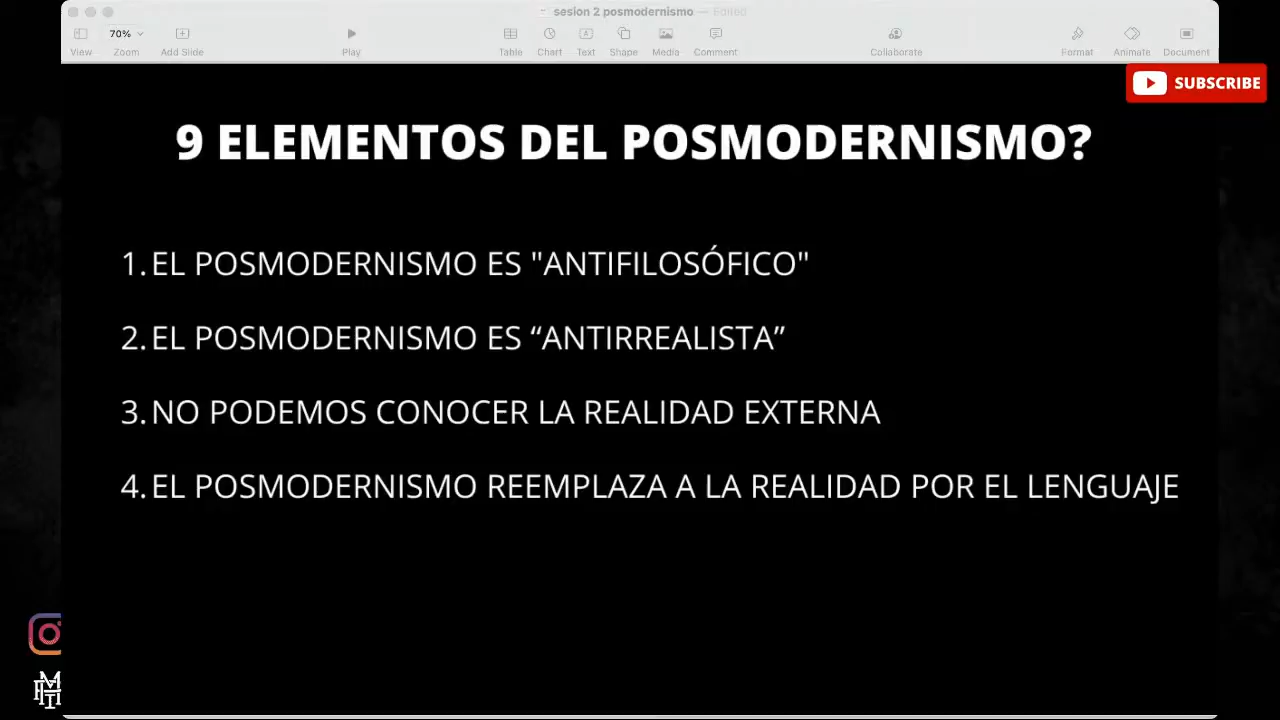 sesion 2 posmodernismo — Edited
70%
View Zoom Add Slide Play Table Chart Text Shape Media Comment Collaborate Format Animate Document
SUBSCRIBE
9 ELEMENTOS DEL POSMODERNISMO?
1. EL POSMODERNISMO ES "ANTIFILOSÓFICO"
2. EL POSMODERNISMO ES “ANTIRREALISTA”
3. NO PODEMOS CONOCER LA REALIDAD EXTERNA
4. EL POSMODERNISMO REEMPLAZA A LA REALIDAD POR EL LENGUAJE